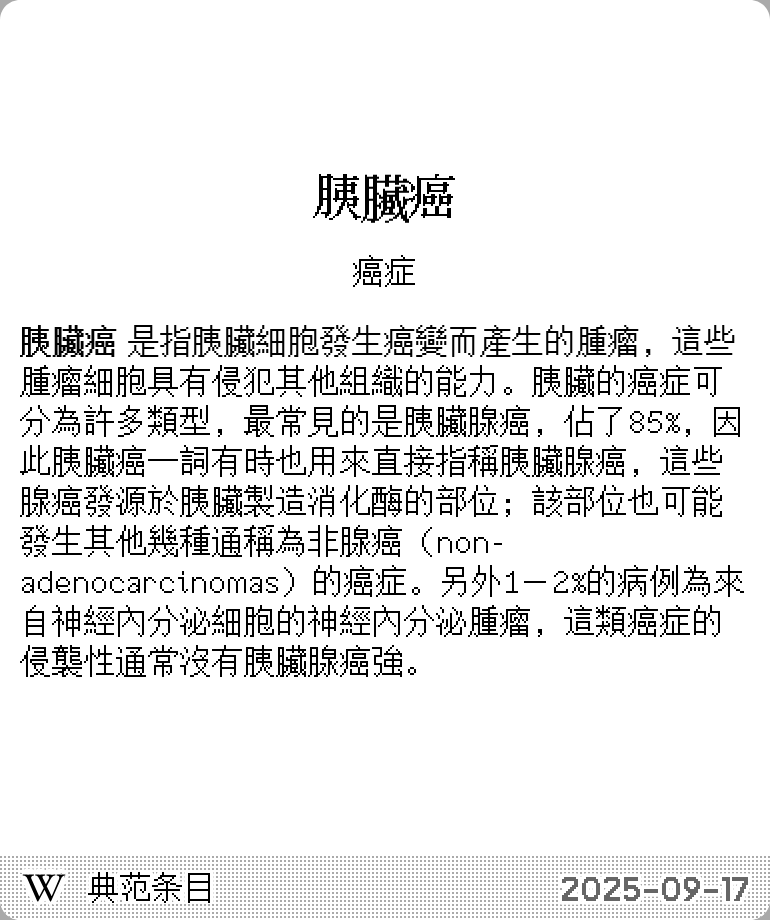 胰臟癌
癌症
胰臟癌 是指胰臟細胞發生癌變而產生的腫瘤，這些
腫瘤細胞具有侵犯其他組織的能力。胰臟的癌症可
分為許多類型，最常見的是胰臟腺癌，佔了85%，因
此胰臟癌一詞有時也用來直接指稱胰臟腺癌，這些
腺癌發源於胰臟製造消化酶的部位；該部位也可能
發生其他幾種通稱為非腺癌（non-
adenocarcinomas）的癌症。另外1－2%的病例為來
自神經內分泌細胞的神經內分泌腫瘤，這類癌症的
侵襲性通常沒有胰臟腺癌強。
W 典范条目
2025-09-17